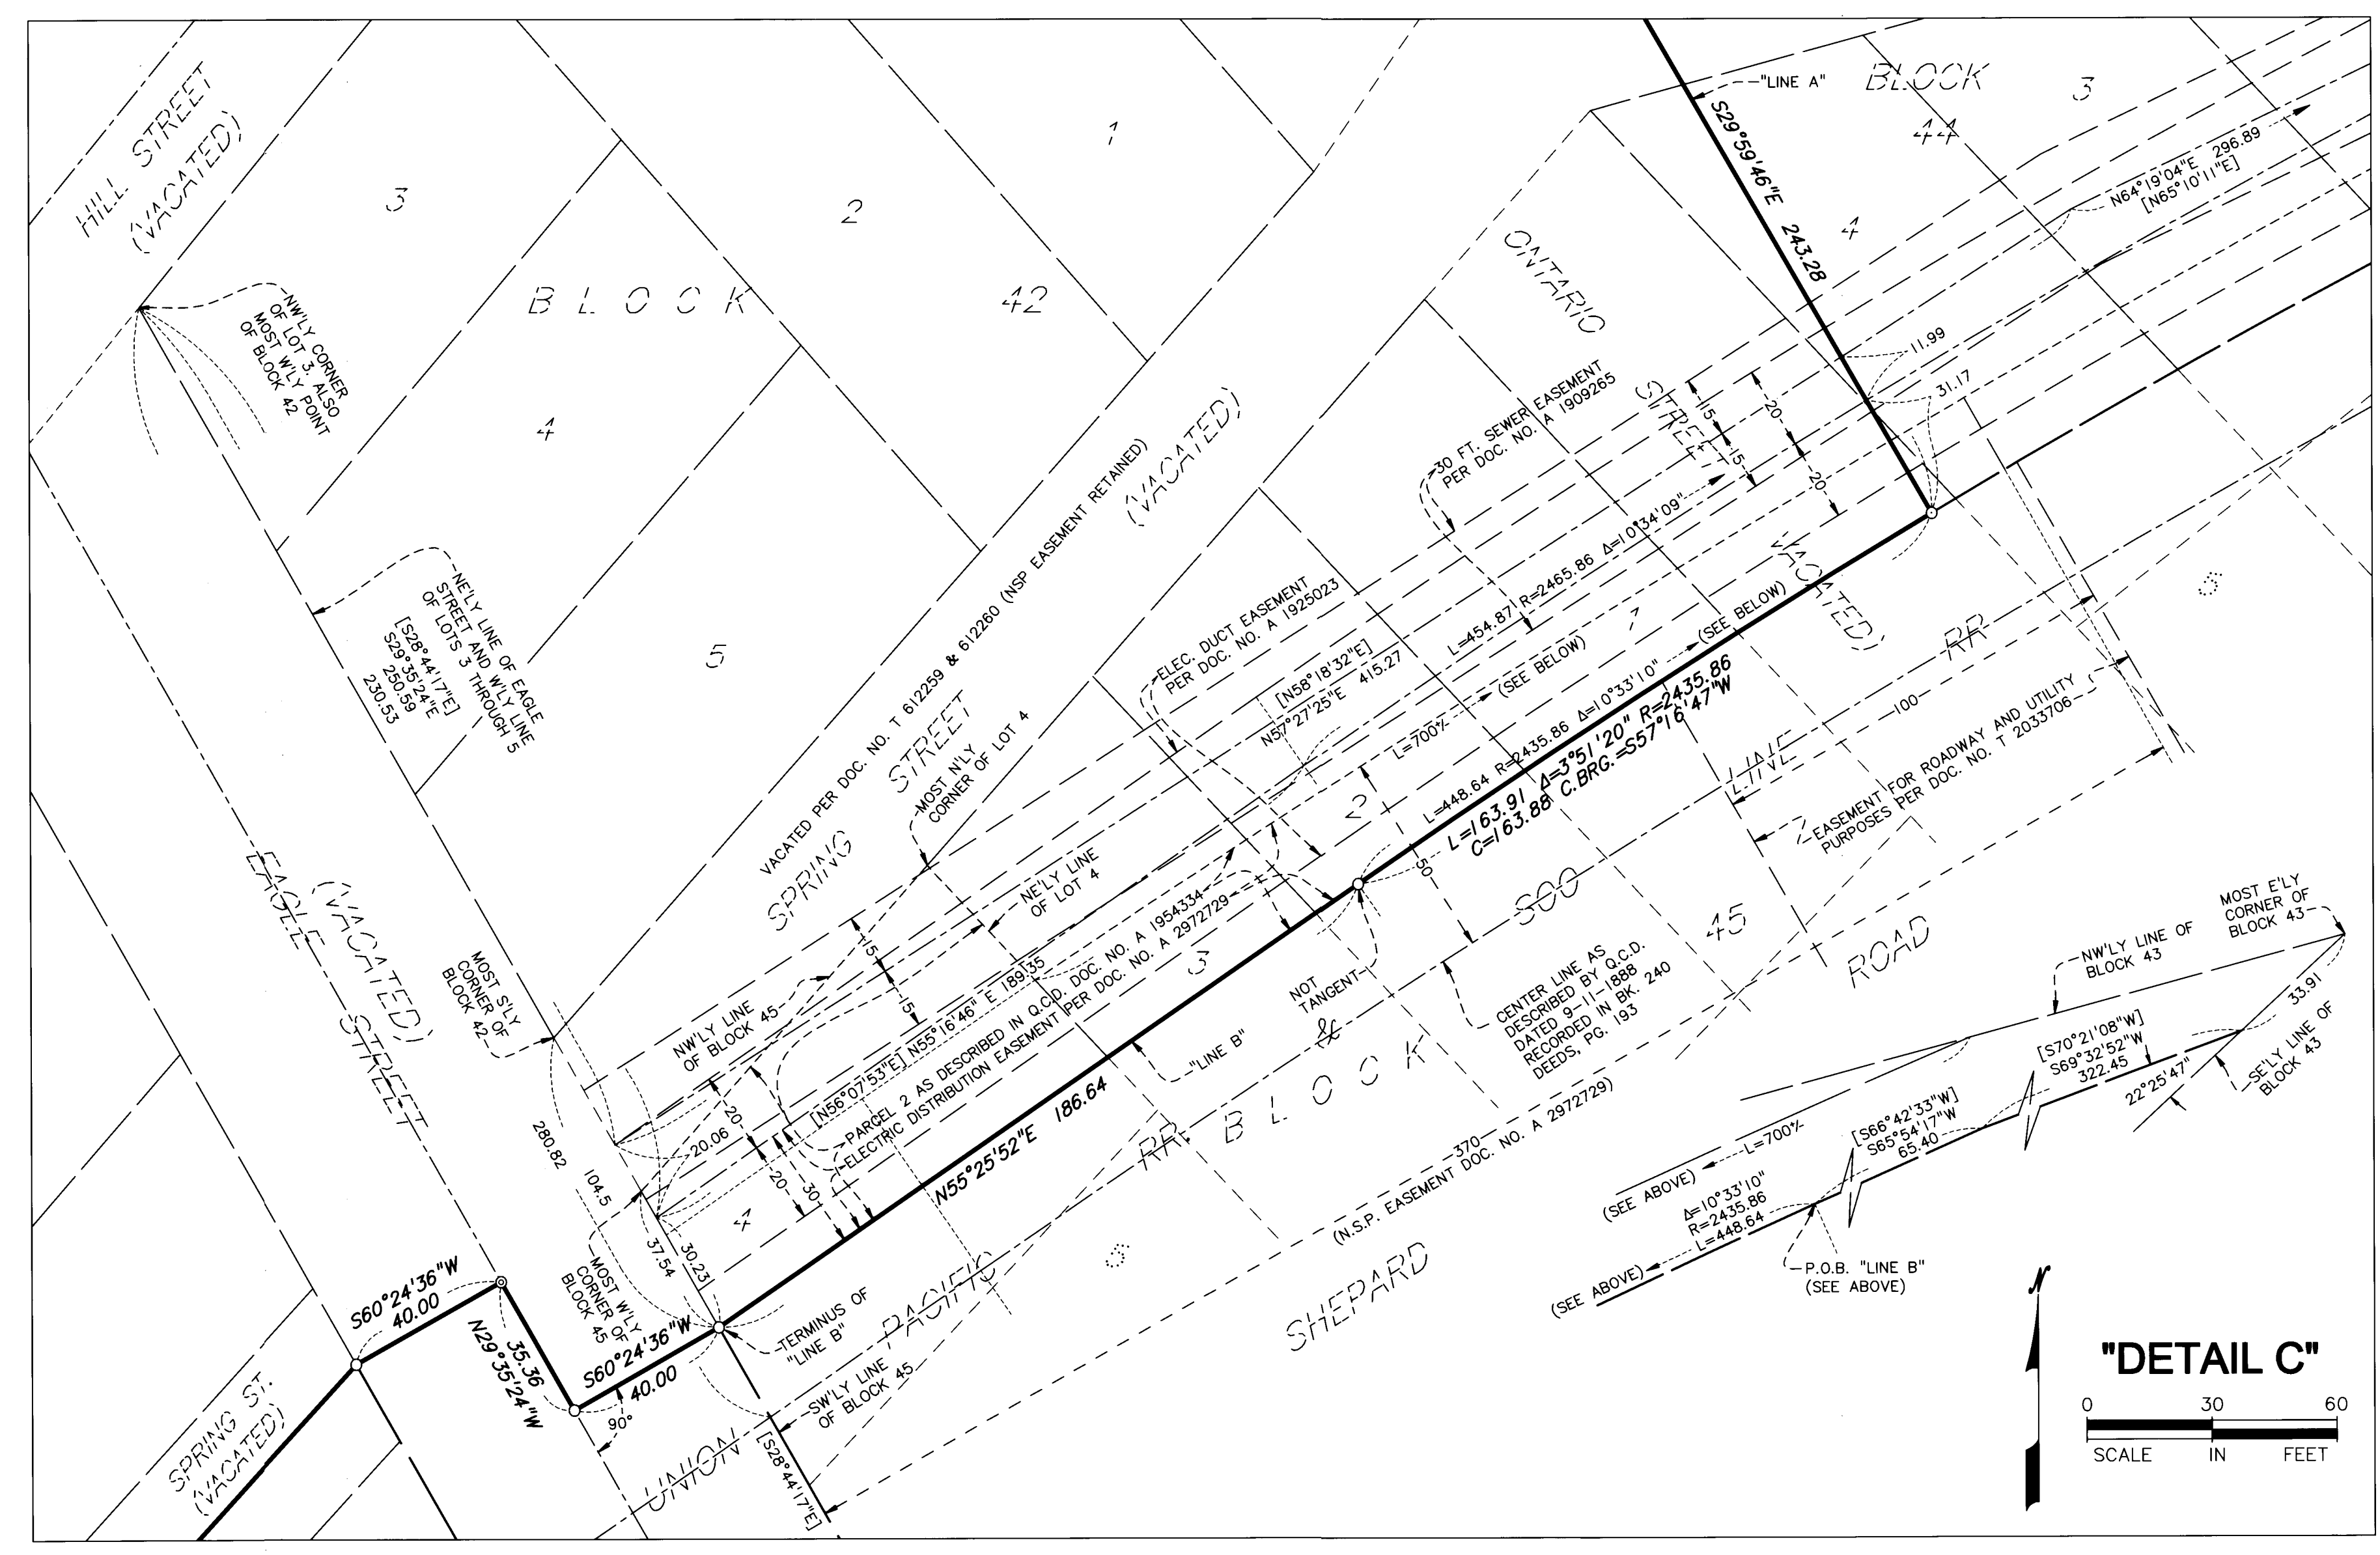 HILL STREET
(VACATED)
3
2
1
BLOCK
42
4
5
"LINE A"
BLOCK
3
44
4
S29°59'46"E 243.28
N64°19'04"E 296.89
[N65°10'11"E]
NW'LY CORNER
OF LOT 3, ALSO
MOST W'LY POINT
OF BLOCK 42
ONTARIO
STREET
(VACATED)
11.99
31.17
15
15
20
20
30 FT. SEWER EASEMENT
PER DOC. NO. A 1909265
NE'LY LINE OF EAGLE
STREET AND W'LY LINE
OF LOTS 3 THROUGH 5
[S28°44'17"E]
S29°35'24"E
250.59
230.53
VACATED PER DOC. NO. T 612259 & 612260 (NSP EASEMENT RETAINED)
SPRING STREET
(VACATED)
ELEC. DUCT EASEMENT
PER DOC. NO. A 1925023
[N58°18'32"E]
N57°27'25"E 415.27
L=454.87 R=2465.86 Δ=10°34'09"
L=700± (SEE BELOW)
1
L=448.64 R=2435.86 Δ=10°33'10" (SEE BELOW)
L=163.91 Δ=3°51'20" R=2435.86
C=163.88 C.BRG.=S57°16'47"W
2
50
MOST N'LY
CORNER OF LOT 4
NE'LY LINE
OF LOT 4
15
15
NW'LY LINE
OF BLOCK 45
[N56°07'53"E] N55°16'46" E 189.35
PARCEL 2 AS DESCRIBED IN Q.C.D. DOC. NO. A 1954334
ELECTRIC DISTRIBUTION EASEMENT PER DOC. NO. A 2972729
3
20
20
30
20.06
MOST S'LY
CORNER OF
BLOCK 42
EAGLE STREET
(VACATED)
280.82
104.5
37.54
30.23
4
MOST W'LY
CORNER OF
BLOCK 45
N55°25'52"E 186.64
"LINE B"
NOT
TANGENT
CENTER LINE AS
DESCRIBED BY Q.C.D.
DATED 9-11-1888
RECORDED IN BK. 240
DEEDS, PG. 193
UNION PACIFIC RR. & SOO LINE RR
100
EASEMENT FOR ROADWAY AND UTILITY
PURPOSES PER DOC. NO. T 2033706
BLOCK 45
5
5
370
(N.S.P. EASEMENT DOC. NO. A 2972729)
SHEPARD ROAD
S60°24'36"W
40.00
35.36
N29°35'24"W
S60°24'36"W
40.00
90°
TERMINUS OF
"LINE B"
SW'LY LINE
OF BLOCK 45
[S28°44'17"E]
SPRING ST.
(VACATED)
MOST E'LY
CORNER OF
BLOCK 43
NW'LY LINE OF
BLOCK 43
33.91
SE'LY LINE OF
BLOCK 43
22°25'47"
[S70°21'08"W]
S69°32'52"W
322.45
[S66°42'33"W]
S65°54'17"W
65.40
L=700±
(SEE ABOVE)
Δ=10°33'10"
R=2435.86
L=448.64
(SEE ABOVE)
P.O.B. "LINE B"
(SEE ABOVE)
N
"DETAIL C"
0 30 60
SCALE IN FEET